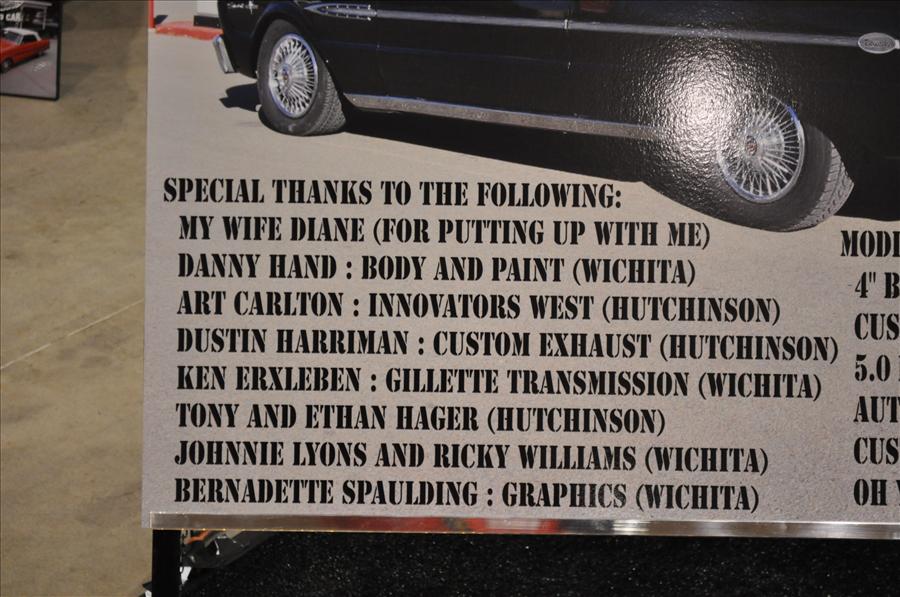 SPECIAL THANKS TO THE FOLLOWING:
MY WIFE DIANE (FOR PUTTING UP WITH ME)
DANNY HAND : BODY AND PAINT (WICHITA)
ART CARLTON : INNOVATORS WEST (HUTCHINSON)
DUSTIN HARRIMAN : CUSTOM EXHAUST (HUTCHINSON)
KEN ERXLEBEN : GILLETTE TRANSMISSION (WICHITA)
TONY AND ETHAN HAGER (HUTCHINSON)
JOHNNIE LYONS AND RICKY WILLIAMS (WICHITA)
BERNADETTE SPAULDING : GRAPHICS (WICHITA)
MODI
4" B
CUS
5.0
AUT
CUS
OH